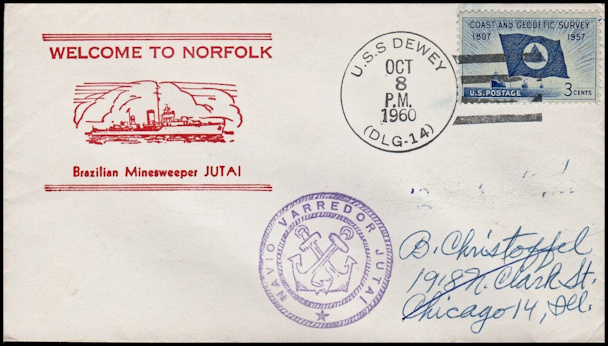 WELCOME TO NORFOLK
Brazilian Minesweeper JUTAI
U.S.S DEWEY
OCT
8
P.M.
1960
(DLG-14)
COAST AND GEODETIC SURVEY
1807 1957
U.S. POSTAGE 3 CENTS
NAVIO VARREDOR JUTAI
B. Christoffel
1918 N. Clark St.
Chicago 14, Ill.